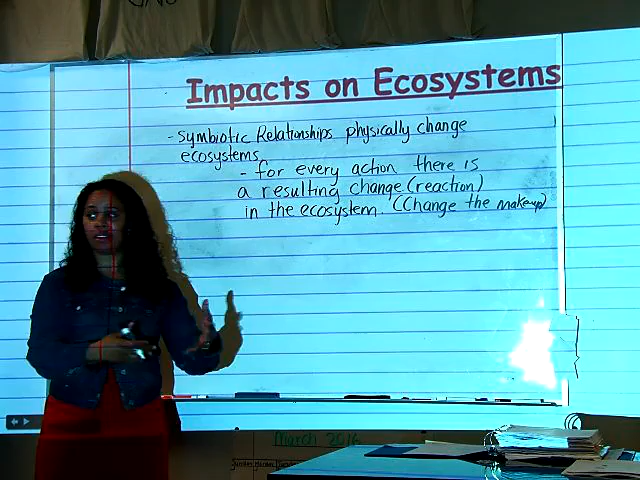 Impacts on Ecosystems
- Symbiotic Relationships physically change
ecosystems
- for every action there is
a resulting change (reaction)
in the ecosystem. (Change the makeup)
March 2016